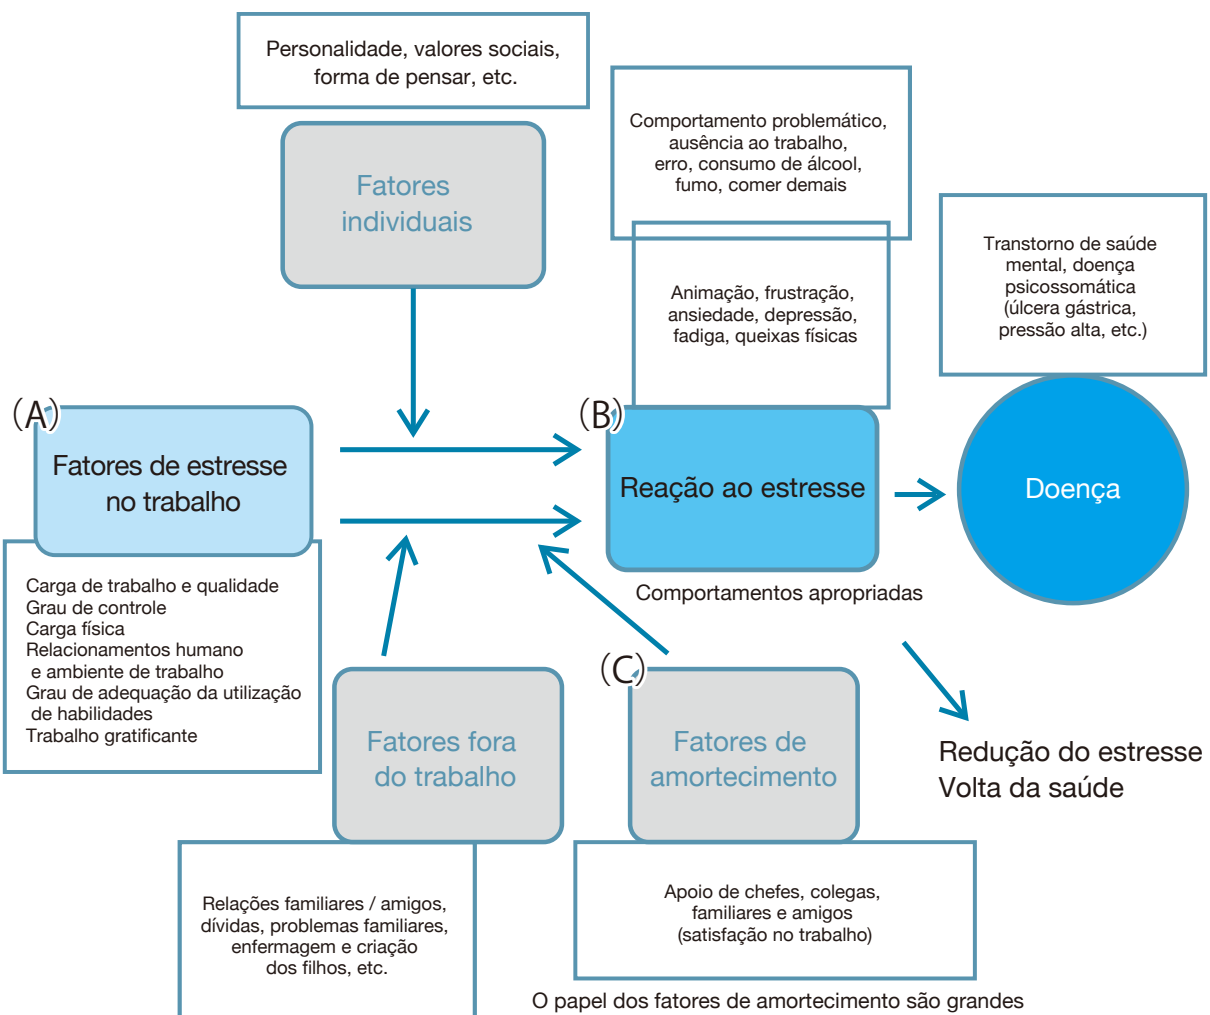 Personalidade, valores sociais,
forma de pensar, etc.
Fatores
individuais
Comportamento problemático,
ausência ao trabalho,
erro, consumo de álcool,
fumo, comer demais
Animação, frustração,
ansiedade, depressão,
fadiga, queixas físicas
Transtorno de saúde
mental, doença
psicossomática
(úlcera gástrica,
pressão alta, etc.)
(A)
Fatores de estresse
no trabalho
(B)
Reação ao estresse
Doença
Carga de trabalho e qualidade
Grau de controle
Carga física
Relacionamentos humano
e ambiente de trabalho
Grau de adequação da utilização
de habilidades
Trabalho gratificante
Comportamentos apropriadas
Fatores fora
do trabalho
(C)
Fatores de
amortecimento
Redução do estresse
Volta da saúde
Relações familiares / amigos,
dívidas, problemas familiares,
enfermagem e criação
dos filhos, etc.
Apoio de chefes, colegas,
familiares e amigos
(satisfação no trabalho)
O papel dos fatores de amortecimento são grandes